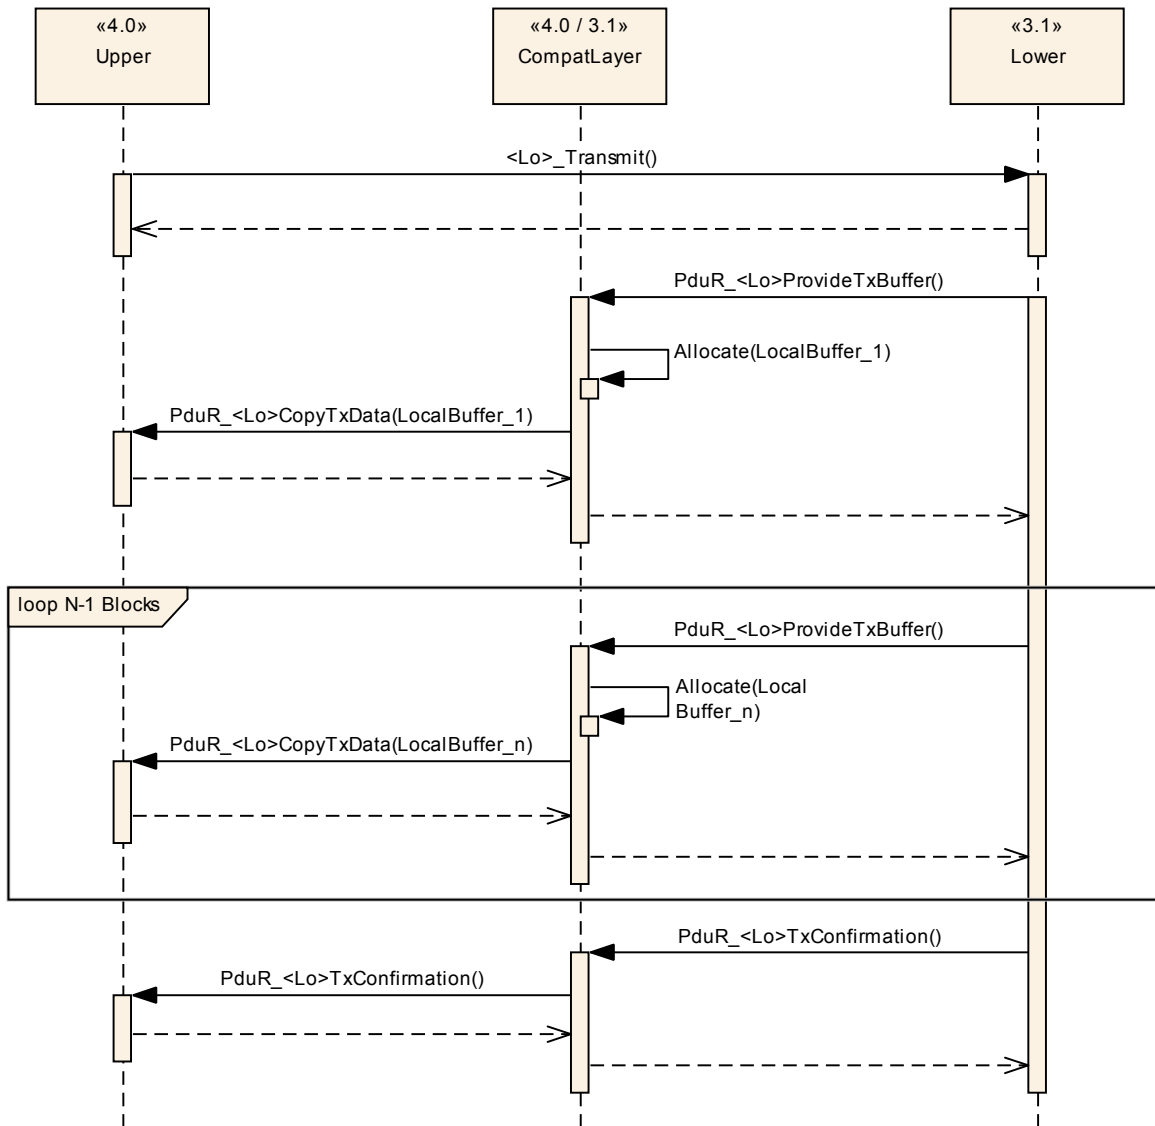 «4.0»
Upper
«4.0 / 3.1»
CompatLayer
«3.1»
Lower
<Lo>_Transmit()
PduR_<Lo>ProvideTxBuffer()
Allocate(LocalBuffer_1)
PduR_<Lo>CopyTxData(LocalBuffer_1)
loop N-1 Blocks
PduR_<Lo>ProvideTxBuffer()
Allocate(Local
Buffer_n)
PduR_<Lo>CopyTxData(LocalBuffer_n)
PduR_<Lo>TxConfirmation()
PduR_<Lo>TxConfirmation()